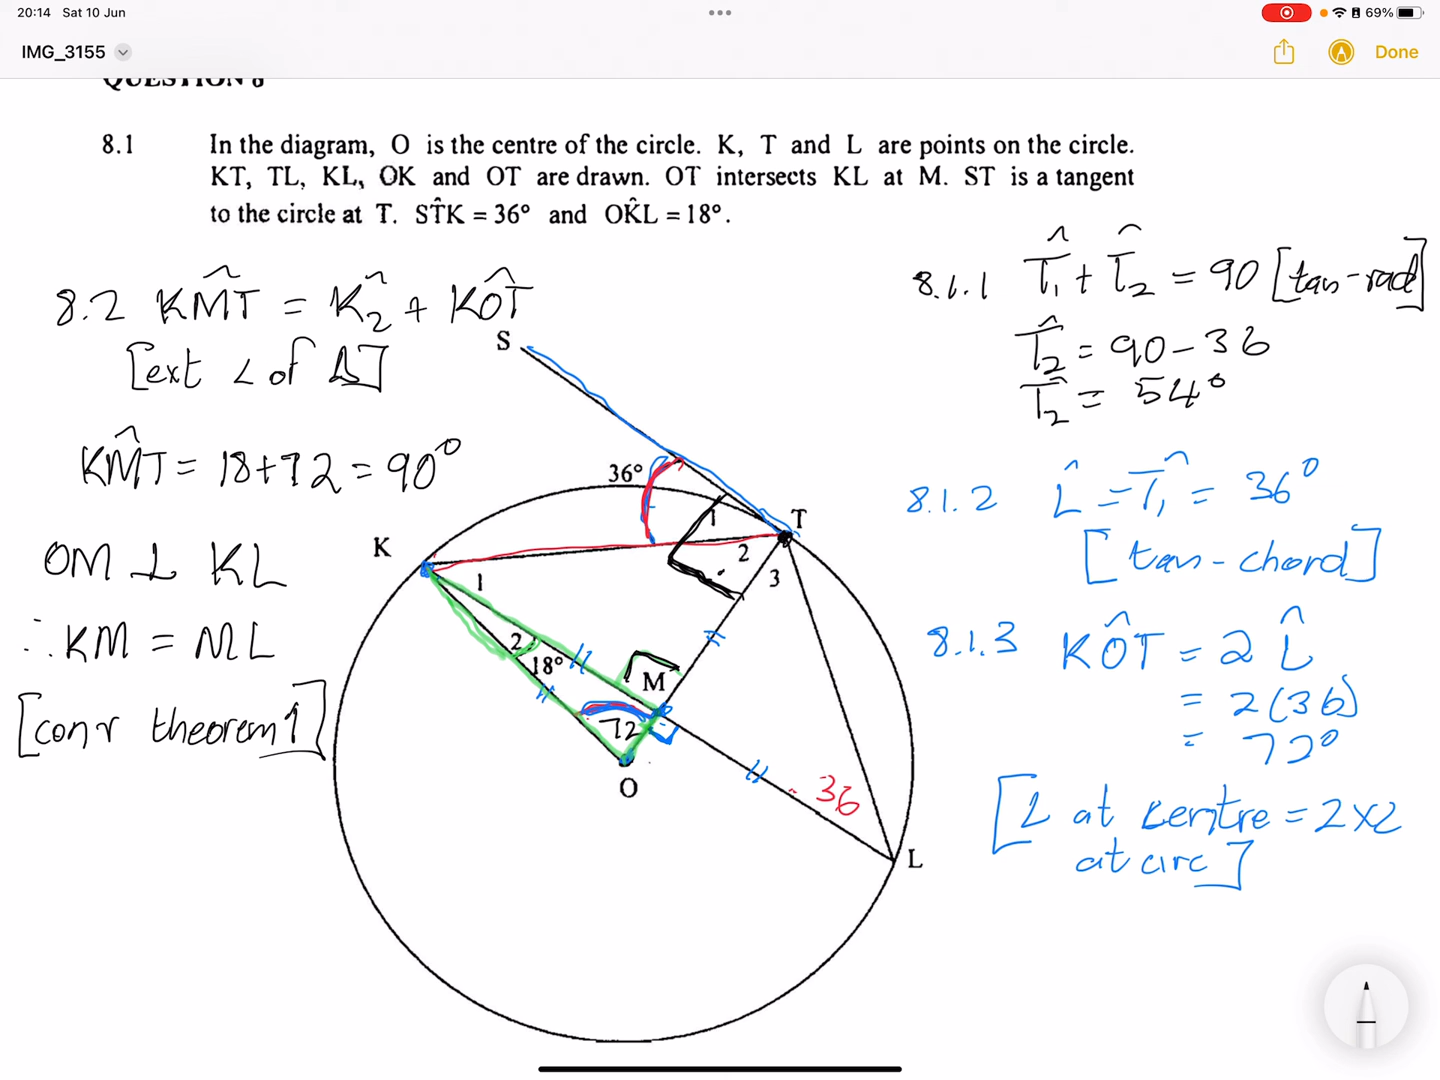 20:14 Sat 10 Jun
69%
IMG_3155
Done
QUESTION 8
8.1 In the diagram, O is the centre of the circle. K, T and L are points on the circle.
KT, TL, KL, OK and OT are drawn. OT intersects KL at M. ST is a tangent
to the circle at T. ST̂K = 36° and OK̂L = 18°.
8.2 KM̂T = K̂₂ + KÔT
[ext ∠ of Δ]
KM̂T = 18+72 = 90°
OM ⊥ KL
∴ KM = ML
[conv theorem 1]
8.1.1 T̂₁ + T̂₂ = 90 [tan-rad]
T̂₂ = 90 - 36
T̂₂ = 54°
8.1.2 L̂ = T̂₁ = 36°
[tan-chord]
8.1.3 KÔT = 2 L̂
= 2(36)
= 72°
[∠ at centre = 2×∠
at circ]
S
36°
1
T
K
2
3
1
2
18°
M
72
O
36
L